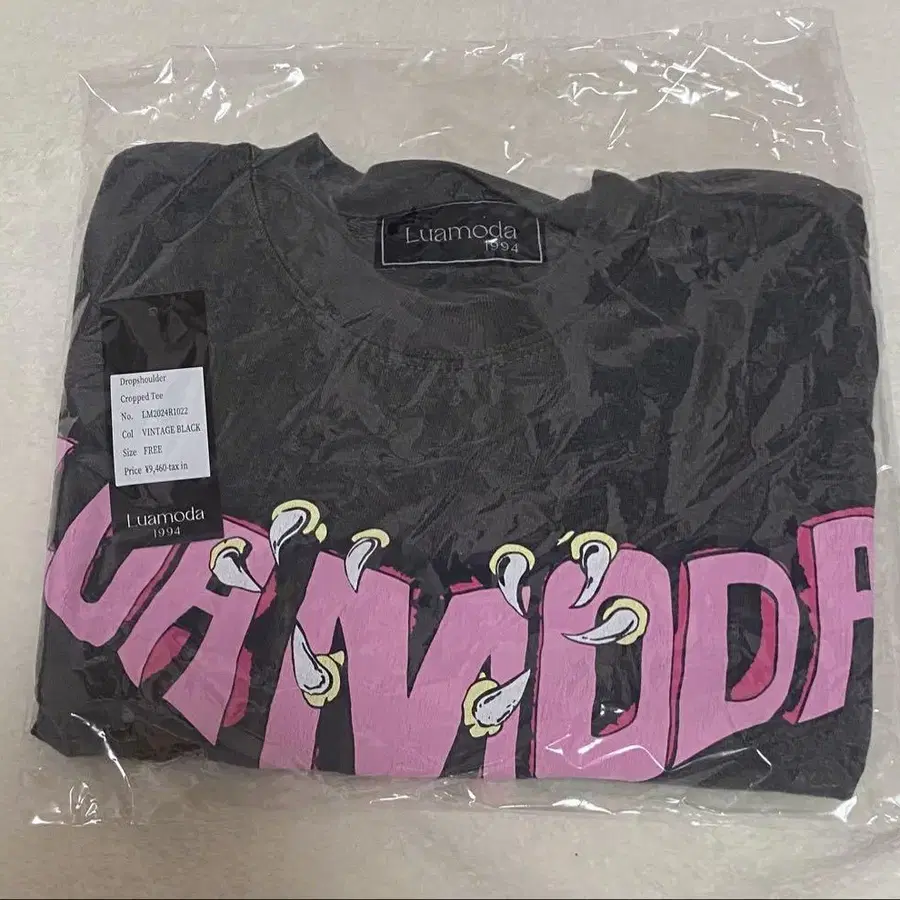 Luamoda
1994
Dropshoulder
Cropped Tee
No. LM2024R1022
Col VINTAGE BLACK
Size FREE
Price ¥9,460-tax in
Luamoda
1994
UAMODA